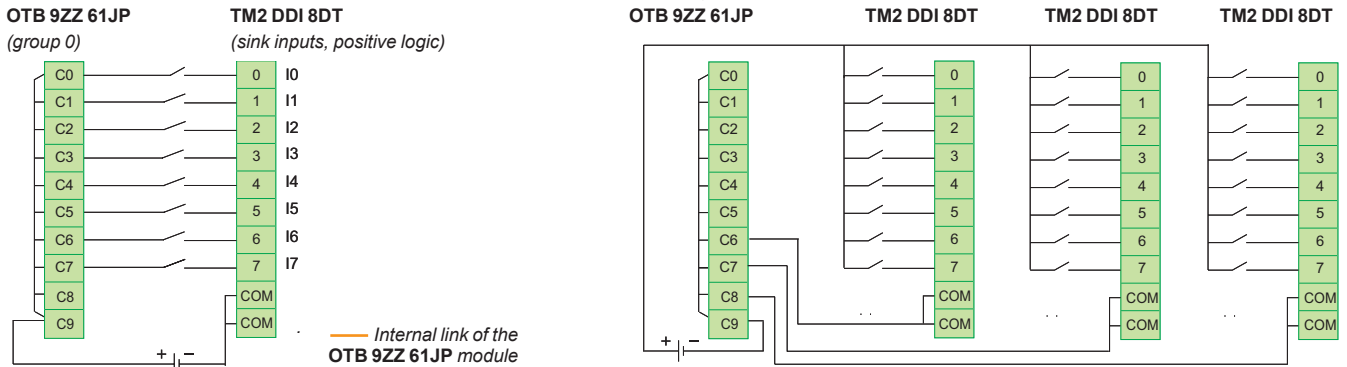 OTB 9ZZ 61JP TM2 DDI 8DT
(group 0) (sink inputs, positive logic)
C0 0 I0
C1 1 I1
C2 2 I2
C3 3 I3
C4 4 I4
C5 5 I5
C6 6 I6
C7 7 I7
C8 COM
C9 COM
+ –
Internal link of the
OTB 9ZZ 61JP module
OTB 9ZZ 61JP TM2 DDI 8DT TM2 DDI 8DT TM2 DDI 8DT
C0 0 0 0
C1 1 1 1
C2 2 2 2
C3 3 3 3
C4 4 4 4
C5 5 5 5
C6 6 6 6
C7 7 7 7
C8 COM COM COM
C9 COM COM COM
+ –